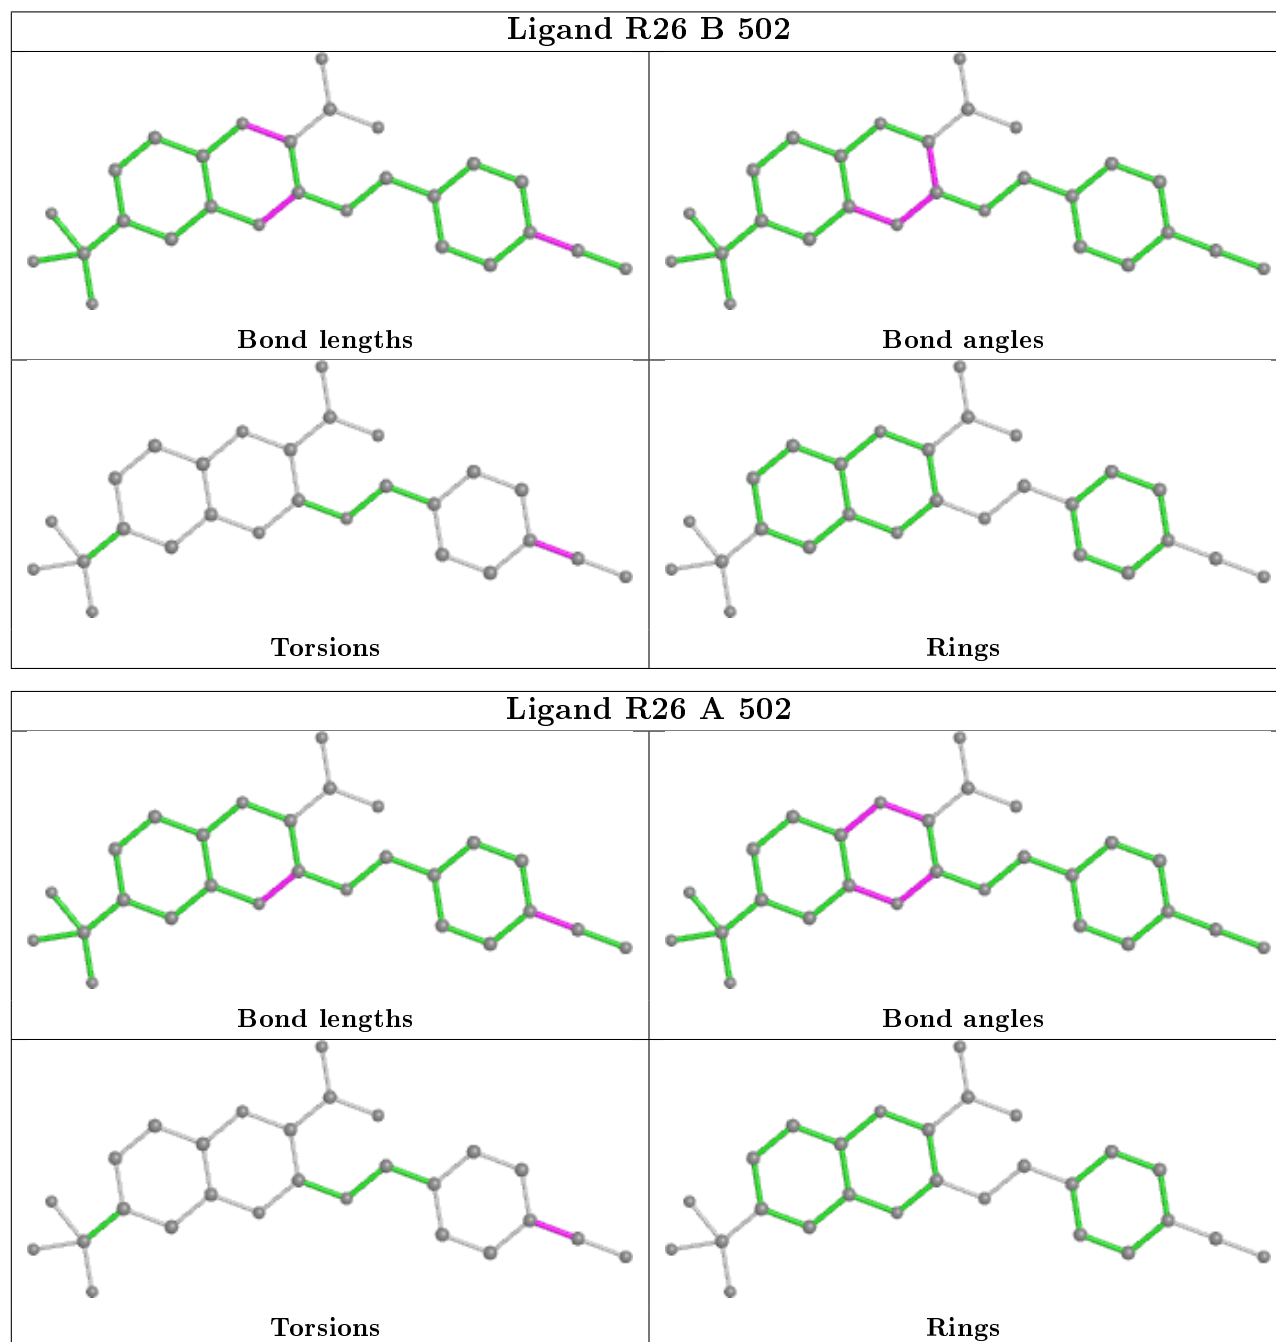 Ligand R26 B 502
Bond lengths
Bond angles
Torsions
Rings
Ligand R26 A 502
Bond lengths
Bond angles
Torsions
Rings